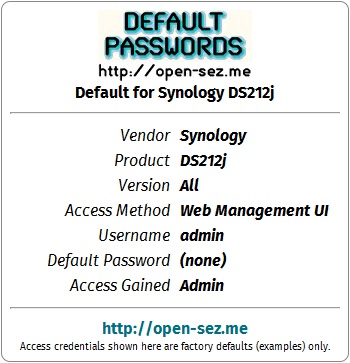 DEFAULT
PASSWORDS
http://open-sez.me
Default for Synology DS212j
Vendor Synology
Product DS212j
Version All
Access Method Web Management UI
Username admin
Default Password (none)
Access Gained Admin
http://open-sez.me
Access credentials shown here are factory defaults (examples) only.